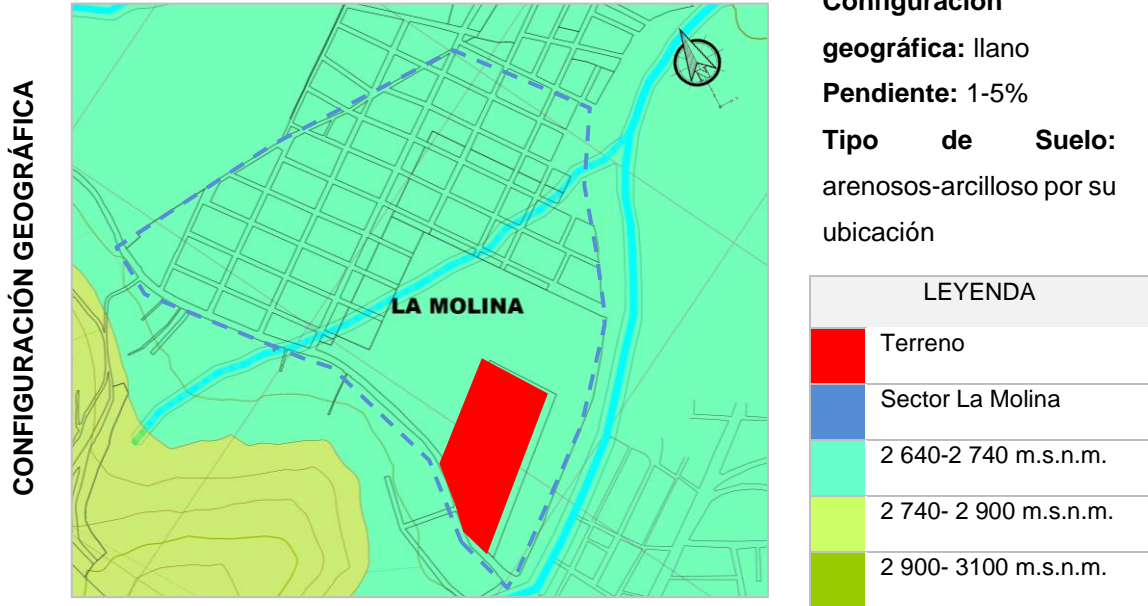 CONFIGURACIÓN GEOGRÁFICA
LA MOLINA
Configuración
geográfica: llano
Pendiente: 1-5%
Tipo de Suelo:
arenosos-arcilloso por su
ubicación
LEYENDA
Terreno
Sector La Molina
2 640-2 740 m.s.n.m.
2 740- 2 900 m.s.n.m.
2 900- 3100 m.s.n.m.